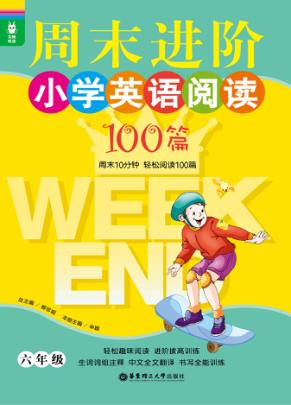 周末进阶
小学英语阅读
100篇
周末10分钟 轻松阅读100篇
WEEK
END
轻松趣味阅读 进阶拔高训练
生词词组注释 中文全文翻译 书写全能训练
六年级
華東理工大學出版社